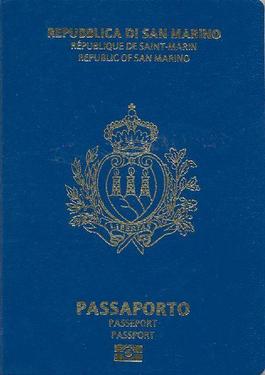 REPUBBLICA DI SAN MARINO
RÉPUBLIQUE DE SAINT-MARIN
REPUBLIC OF SAN MARINO
LIBERTAS
PASSAPORTO
PASSEPORT
PASSPORT